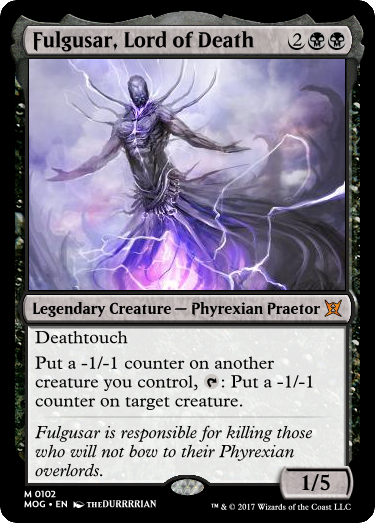 Fulgusar, Lord of Death 2
Legendary Creature — Phyrexian Praetor
Deathtouch
Put a -1/-1 counter on another
creature you control, : Put a -1/-1
counter on target creature.
Fulgusar is responsible for killing those
who will not bow to their Phyrexian
overlords.
1/5
M 0102
MOG • EN THEDURRRRIAN
™ & © 2017 Wizards of the Coast LLC